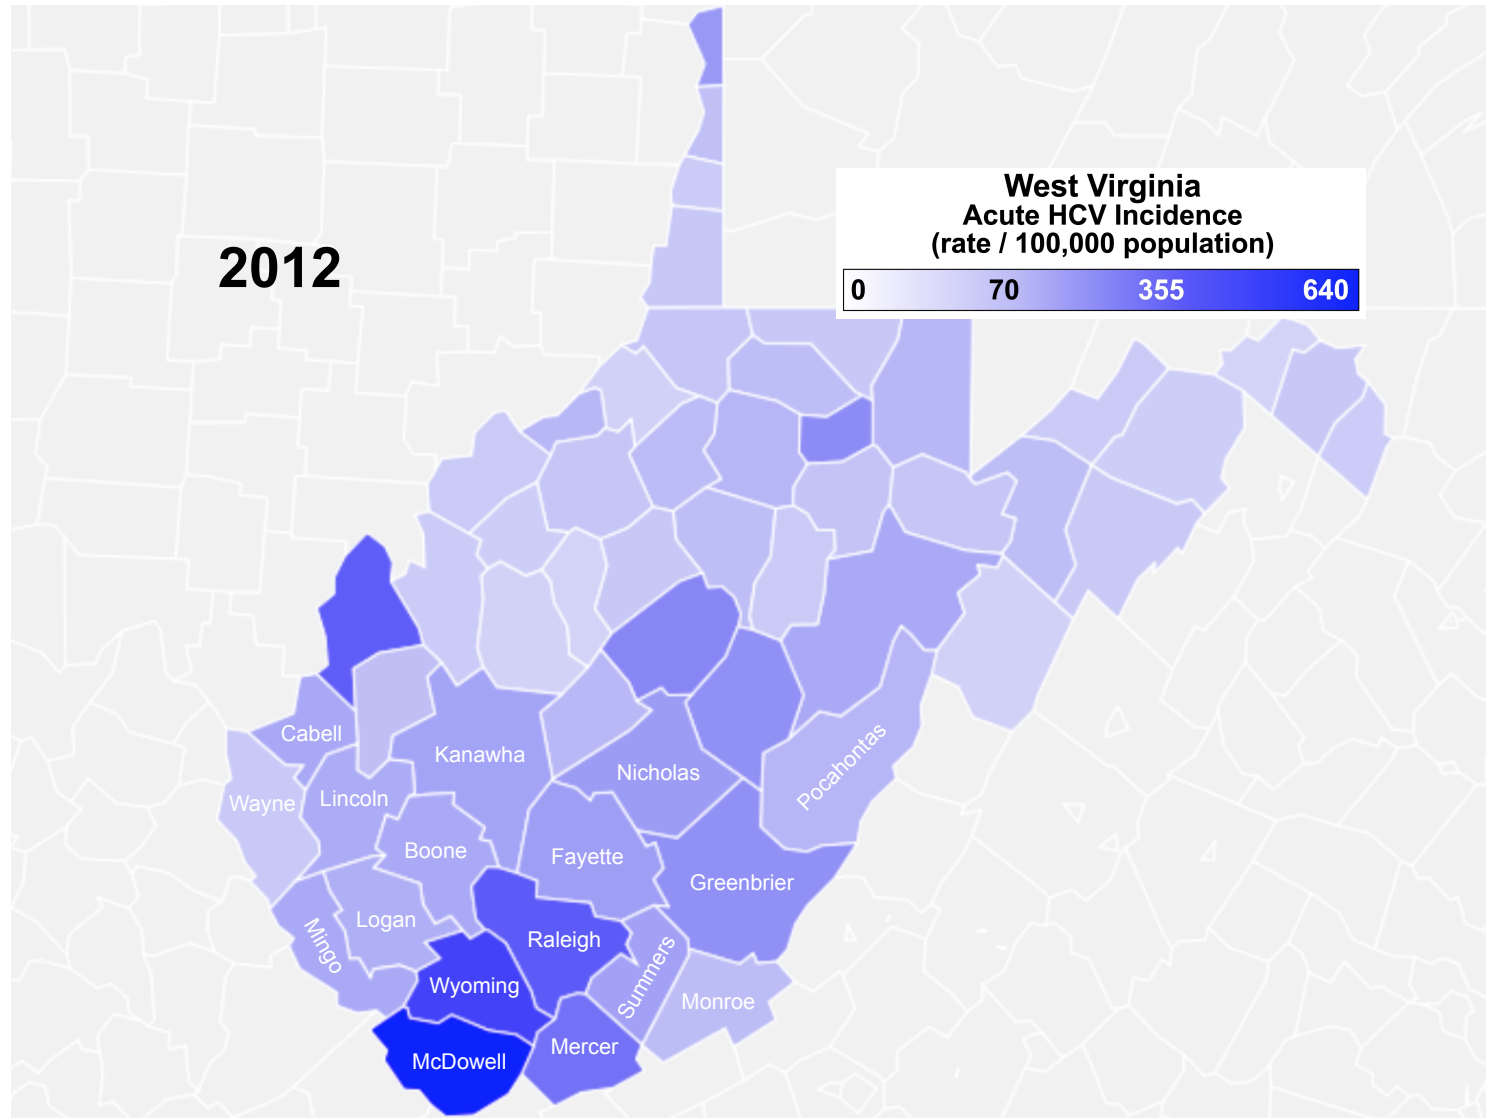 West Virginia
Acute HCV Incidence
(rate / 100,000 population)
0 70 355 640
2012
Cabell
Kanawha
Pocahontas
Nicholas
Wayne
Lincoln
Boone
Fayette
Greenbrier
Logan
Mingo
Raleigh
Summers
Wyoming
Monroe
Mercer
McDowell